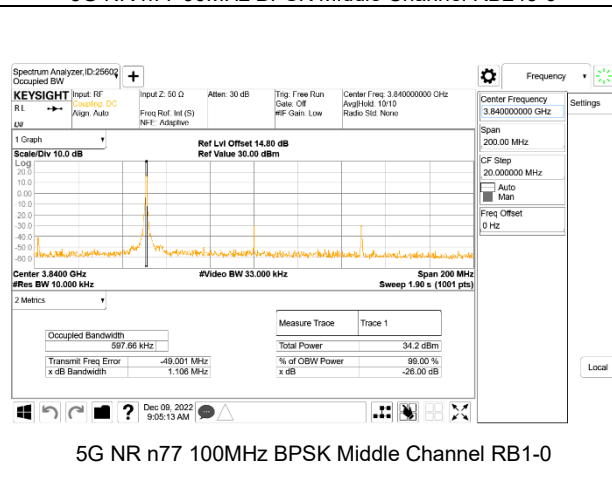 Spectrum Analyzer,ID:25602
Occupied BW
KEYSIGHT
RL
Input: RF
Coupling: DC
Align: Auto
Input Z: 50 Ω
Freq Ref: Int (S)
NFE: Adaptive
Atten: 30 dB
Trig: Free Run
Gate: Off
#IF Gain: Low
Center Freq: 3.840000000 GHz
Avg|Hold: 10/10
Radio Std: None
1 Graph
Scale/Div 10.0 dB
Ref Lvl Offset 14.80 dB
Ref Value 30.00 dBm
Log
20.0
10.0
0.00
-10.0
-20.0
-30.0
-40.0
-50.0
-60.0
Center 3.8400 GHz
#Video BW 33.000 kHz
Span 200 MHz
#Res BW 10.000 kHz
Sweep 1.90 s (1001 pts)
2 Metrics
Measure Trace
Trace 1
Occupied Bandwidth
597.66 kHz
Total Power
34.2 dBm
Transmit Freq Error
-49.001 MHz
% of OBW Power
99.00 %
x dB Bandwidth
1.106 MHz
x dB
-26.00 dB
?
Dec 09, 2022
9:05:13 AM
Frequency
Center Frequency
3.840000000 GHz
Settings
Span
200.00 MHz
CF Step
20.000000 MHz
Auto
Man
Freq Offset
0 Hz
Local
5G NR n77 100MHz BPSK Middle Channel RB1-0